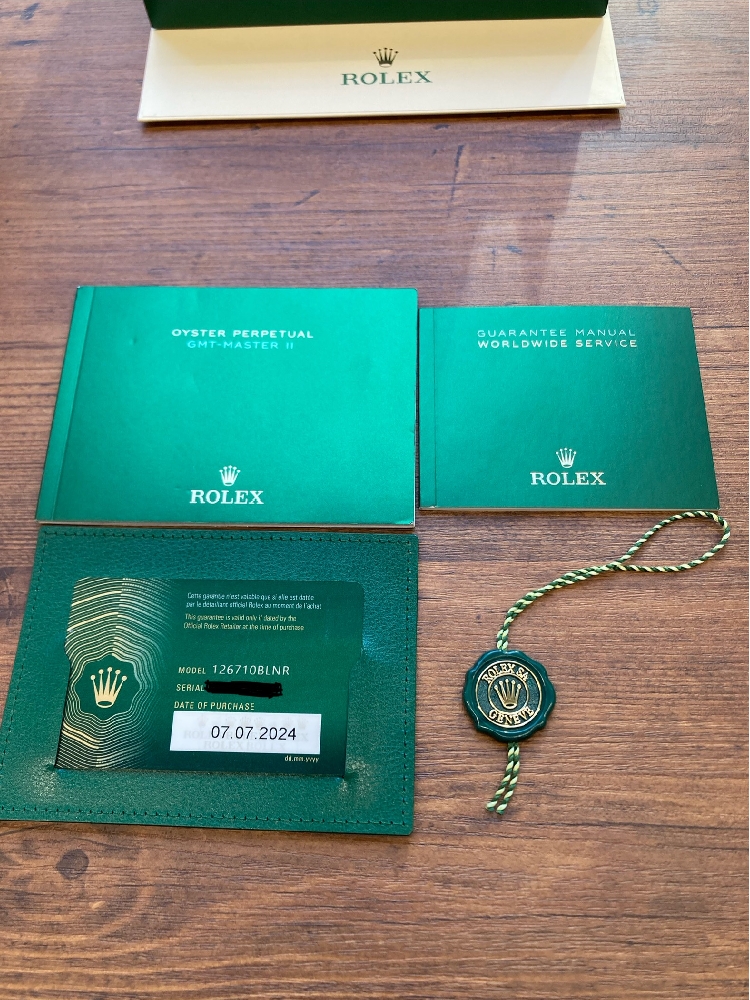 ROLEX
OYSTER PERPETUAL
GMT-MASTER II
ROLEX
GUARANTEE MANUAL
WORLDWIDE SERVICE
ROLEX
Cette garantie n'est valable que si elle est datée
par le détaillant officiel Rolex au moment de l'achat
This guarantee is valid only if dated by the
Official Rolex Retailer at the time of purchase
MODEL 126710BLNR
SERIAL
DATE OF PURCHASE
07.07.2024
dd.mm.yyyy
ROLEX SA
GENEVE